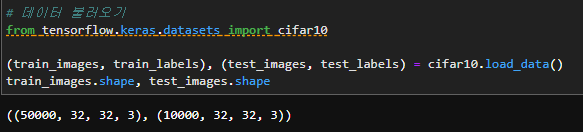 # 데이터 불러오기
from tensorflow.keras.datasets import cifar10
(train_images, train_labels), (test_images, test_labels) = cifar10.load_data()
train_images.shape, test_images.shape
((50000, 32, 32, 3), (10000, 32, 32, 3))